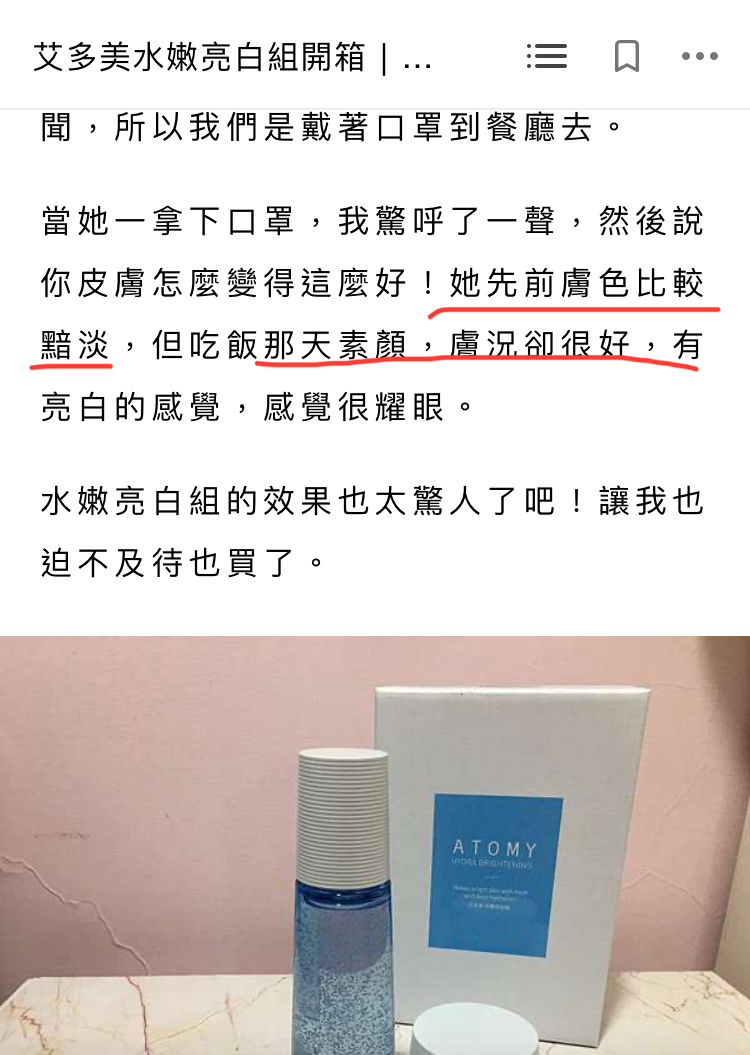 艾多美水嫩亮白組開箱 | ...
聞，所以我們是戴著口罩到餐廳去。
當她一拿下口罩，我驚呼了一聲，然後說
你皮膚怎麼變得這麼好！她先前膚色比較
黯淡，但吃飯那天素顏，膚況卻很好，有
亮白的感覺，感覺很耀眼。
水嫩亮白組的效果也太驚人了吧！讓我也
迫不及待也買了。
ATOMY
HYDRA BRIGHTENING